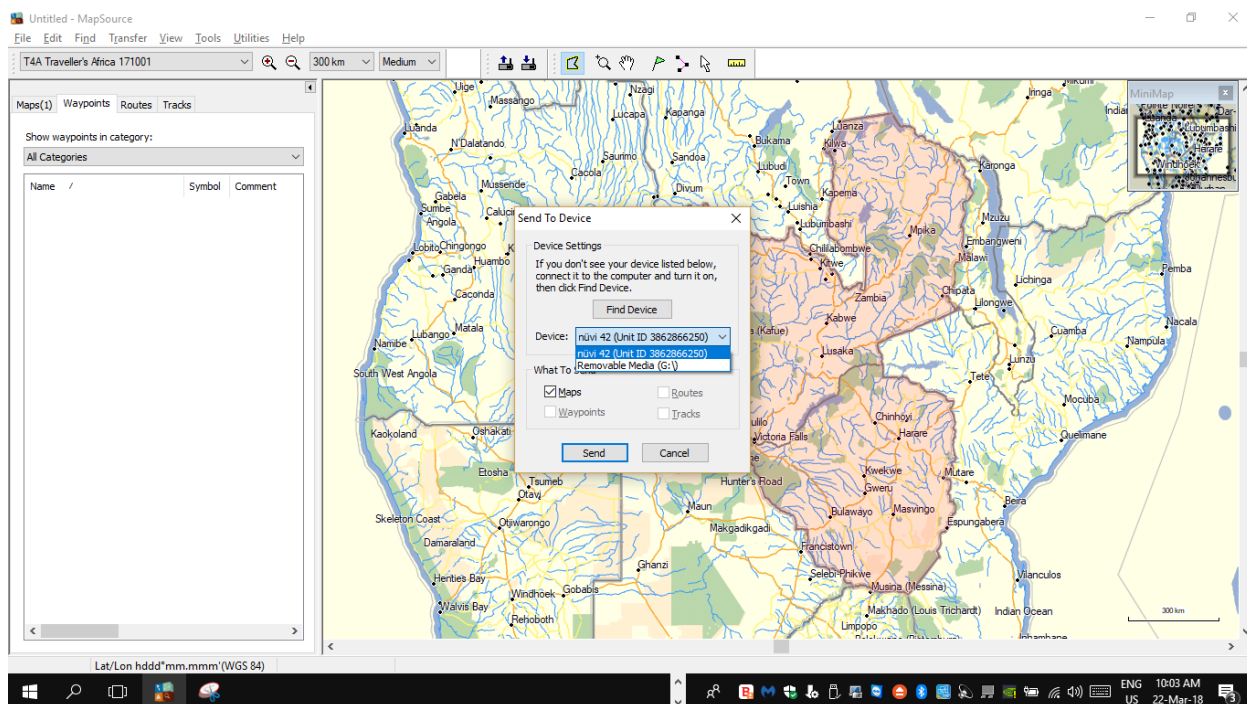 Untitled - MapSource
File Edit Find Transfer View Tools Utilities Help
T4A Traveller's Africa 171001
300 km
Medium
Maps(1) Waypoints Routes Tracks
Show waypoints in category:
All Categories
Name / Symbol Comment
MiniMap
Lubumbashi
Harare
Windhoek
Uige
Massango
Nzagi
Lucapa
Kapanga
Luanza
Iringa
Luanda
N'Dalatando
Bukama
Kilwa
Saurimo
Sandoa
Lubudi
Karonga
Cacola
Town
Mussende
Divum
Kapema
Gabela
Luishia
Sumbe
Angola
Lubumbashi
Mpika
Mzuzu
Lobito
Chingongo
Chililabombwe
Embangweni
Huambo
Ganda
Kitwe
Malawi
Pemba
Lichinga
Caconda
Zambia
Chipata
Lilongwe
Kabwe
Nacala
Lubango
Matala
(Kafue)
Cuamba
Nampula
Namibe
Lusaka
Lunzu
South West Angola
Tete
Mocuba
Chinhoyi
Kaokoland
Oshakati
Victoria Falls
Harare
Quelimane
Etosha
Tsumeb
Hunter's Road
Kwekwe
Mutare
Otavi
Gweru
Maun
Beira
Skeleton Coast
Otjiwarongo
Bulawayo
Masvingo
Espungabera
Makgadikgadi
Damaraland
Francistown
Ghanzi
Henties Bay
Selebi-Phikwe
Vilanculos
Windhoek
Gobabis
Musina (Messina)
Walvis Bay
Rehoboth
Makhado (Louis Trichardt)
Indian Ocean
300 km
Limpopo
Send To Device
Device Settings
If you don't see your device listed below,
connect it to the computer and turn it on,
then click Find Device.
Find Device
Device: nüvi 42 (Unit ID 3862866250)
nüvi 42 (Unit ID 3862866250)
Removable Media (G:\)
What To
Maps Routes
Waypoints Tracks
Send Cancel
Lat/Lon hddd°mm.mmm'(WGS 84)
ENG 10:03 AM
US 22-Mar-18
3